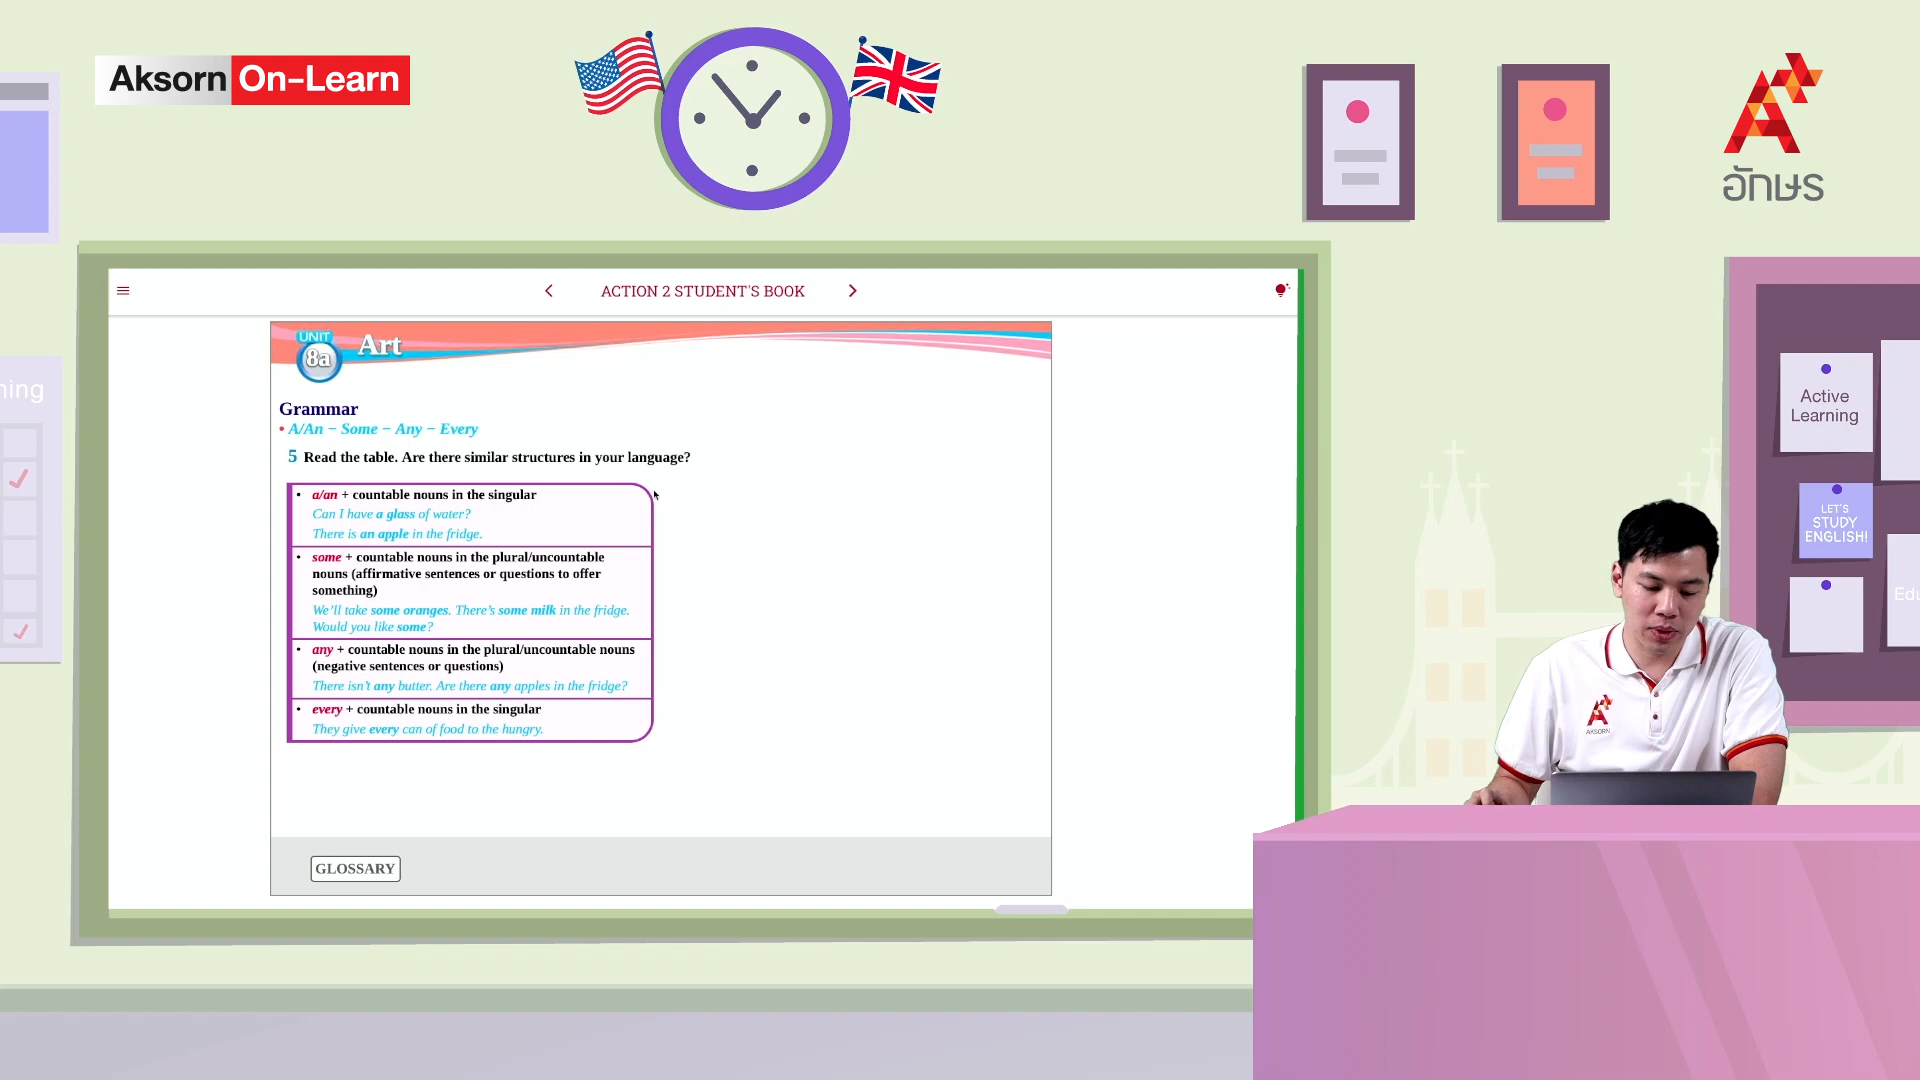 Aksorn On-Learn
อักษร
ning
ACTION 2 STUDENT'S BOOK
UNIT
8a
Art
Grammar
• A/An – Some – Any – Every
5 Read the table. Are there similar structures in your language?
• a/an + countable nouns in the singular
Can I have a glass of water?
There is an apple in the fridge.
• some + countable nouns in the plural/uncountable
nouns (affirmative sentences or questions to offer
something)
We'll take some oranges. There's some milk in the fridge.
Would you like some?
• any + countable nouns in the plural/uncountable nouns
(negative sentences or questions)
There isn't any butter. Are there any apples in the fridge?
• every + countable nouns in the singular
They give every can of food to the hungry.
GLOSSARY
Active
Learning
LET'S
STUDY
ENGLISH!
Edu
AKSORN